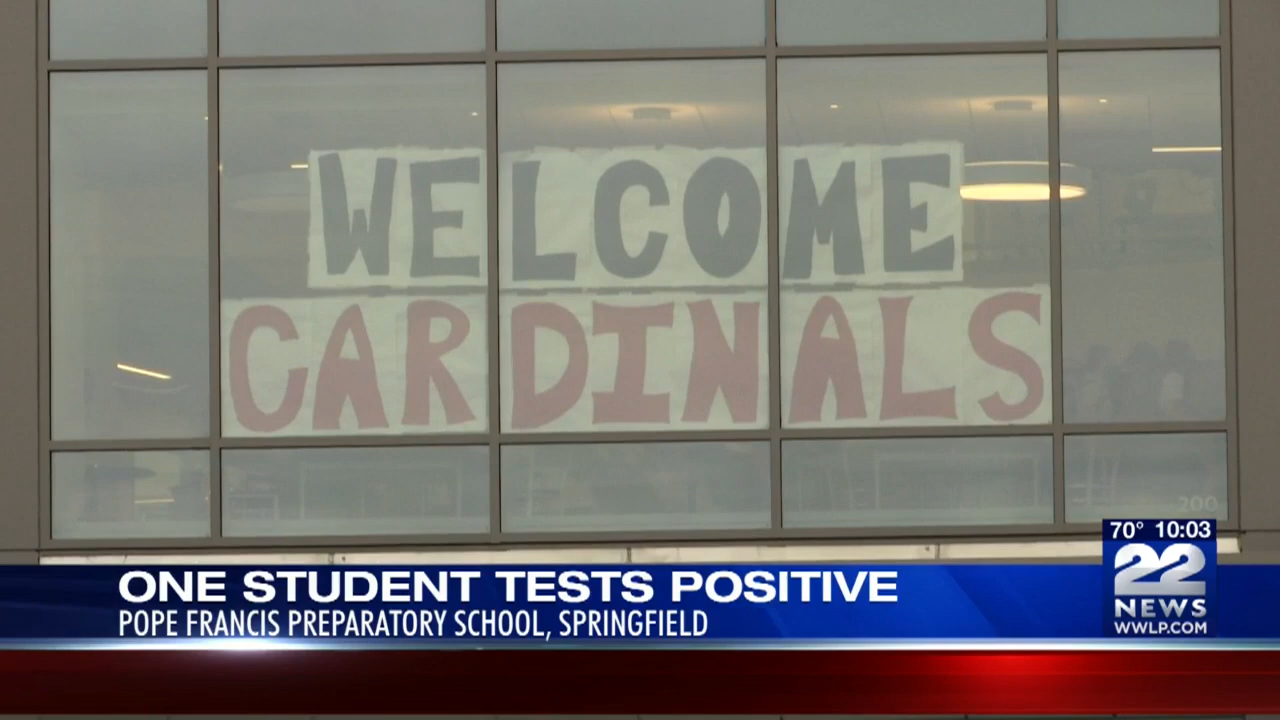 WELCOME
CARDINALS
200
70° 10:03
ONE STUDENT TESTS POSITIVE
POPE FRANCIS PREPARATORY SCHOOL, SPRINGFIELD
22
NEWS
WWLP.COM